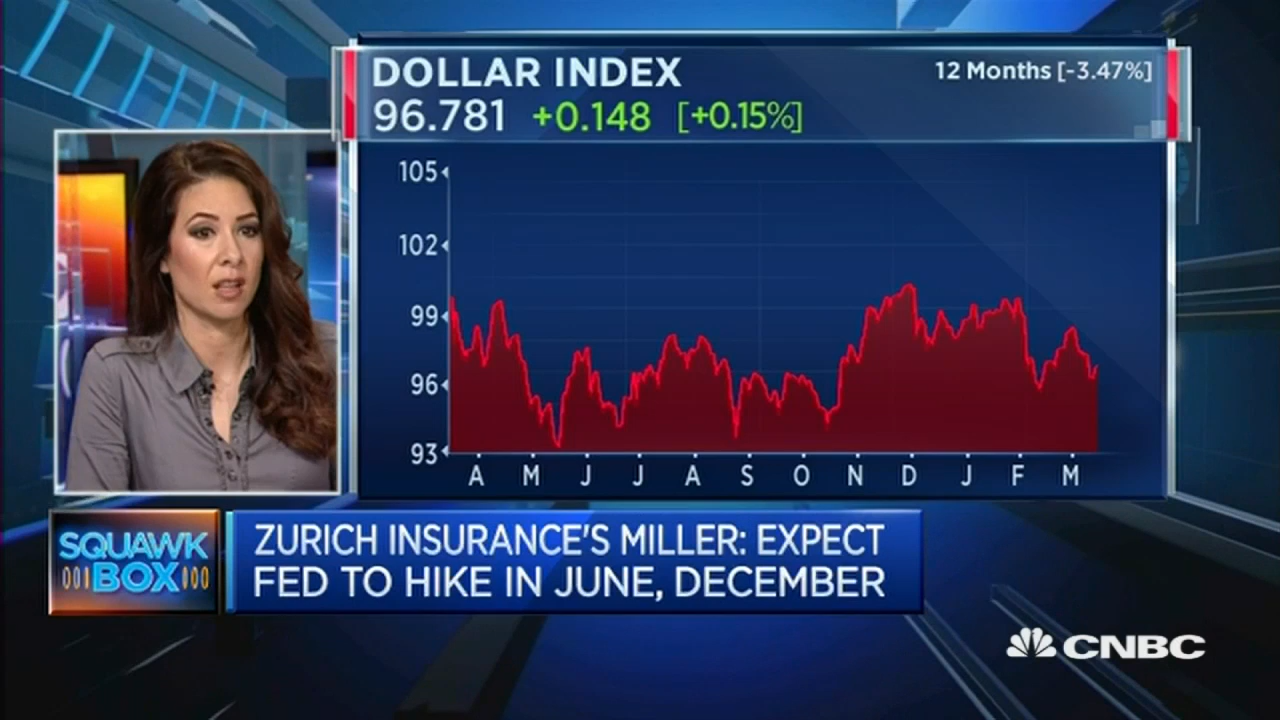 DOLLAR INDEX
12 Months [-3.47%]
96.781 +0.148 [+0.15%]
105
102
99
96
93
A M J J A S O N D J F M
SQUAWK
BOX
ZURICH INSURANCE'S MILLER: EXPECT
FED TO HIKE IN JUNE, DECEMBER
CNBC